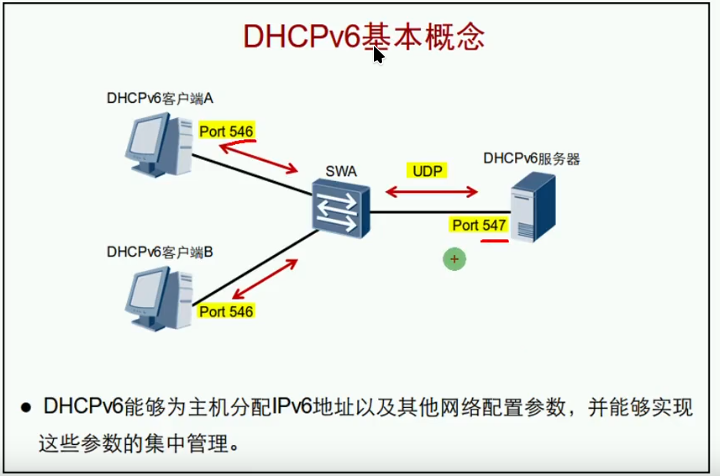 DHCPv6基本概念
DHCPv6客户端A
Port 546
SWA
UDP
DHCPv6服务器
Port 547
DHCPv6客户端B
Port 546
● DHCPv6能够为主机分配IPv6地址以及其他网络配置参数，并能够实现
这些参数的集中管理。